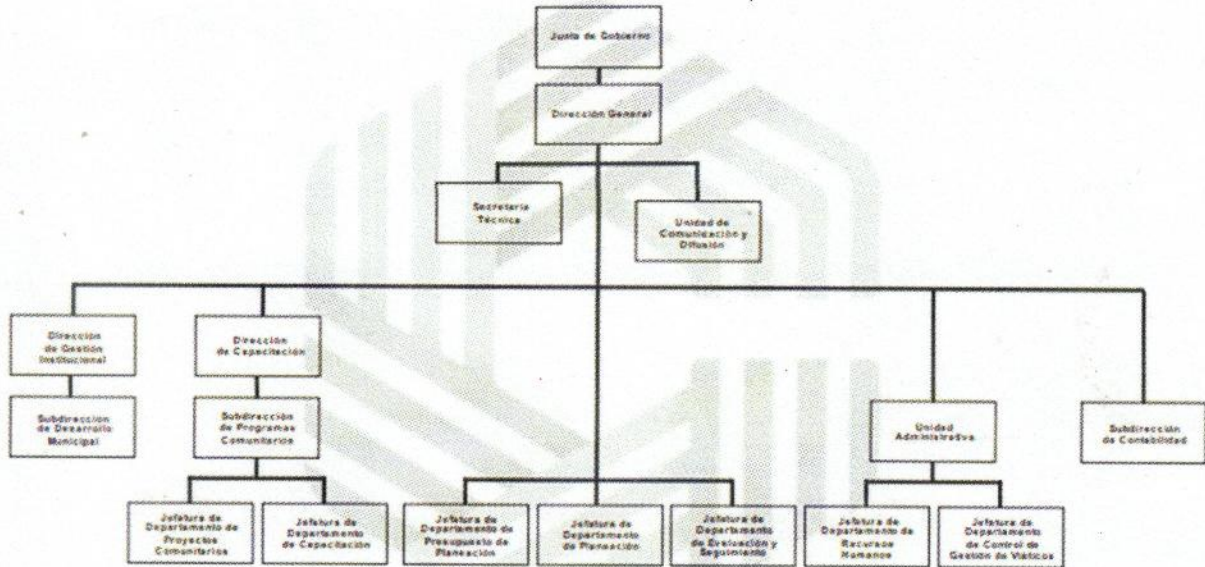 Junta de Gobierno
Dirección General
Secretaría
Técnica
Unidad de
Comunicación y
Difusión
Dirección
de Gestión
Institucional
Dirección
de Capacitación
Subdirección
de Desarrollo
Municipal
Subdirección
de Programas
Comunitarios
Unidad
Administrativa
Subdirección
de Contabilidad
Jefatura de
Departamento de
Proyectos
Comunitarios
Jefatura de
Departamento
de Capacitación
Jefatura de
Departamento de
Presupuesto de
Planeación
Jefatura de
Departamento
de Planeación
Jefatura de
Departamento
de Evaluación y
Seguimiento
Jefatura de
Departamento de
Recursos
Humanos
Jefatura de
Departamento
de Control de
Gestión de Viáticos